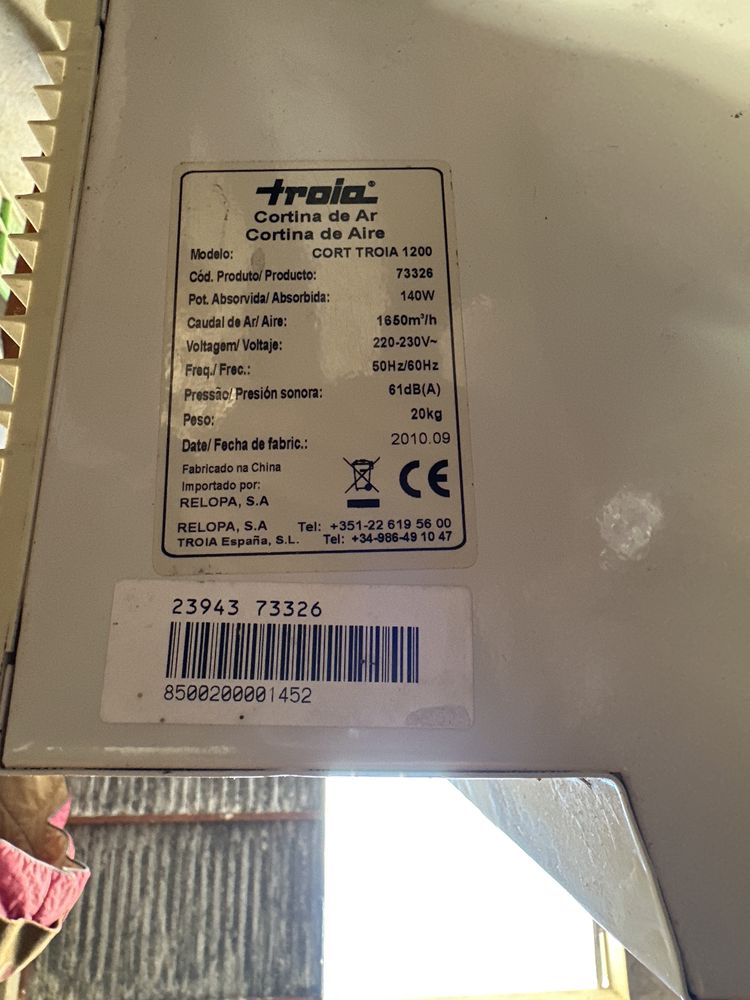 troia®
Cortina de Ar
Cortina de Aire
Modelo: CORT TROIA 1200
Cód. Produto/ Producto: 73326
Pot. Absorvida/ Absorbida: 140W
Caudal de Ar/ Aire: 1650m³/h
Voltagem/ Voltaje: 220-230V~
Freq./ Frec.: 50Hz/60Hz
Pressão/ Presión sonora: 61dB(A)
Peso: 20kg
Date/ Fecha de fabric.: 2010.09
Fabricado na China
Importado por:
RELOPA, S.A
CE
RELOPA, S.A Tel: +351-22 619 56 00
TROIA España, S.L. Tel: +34-986-49 10 47
23943 73326
8500200001452